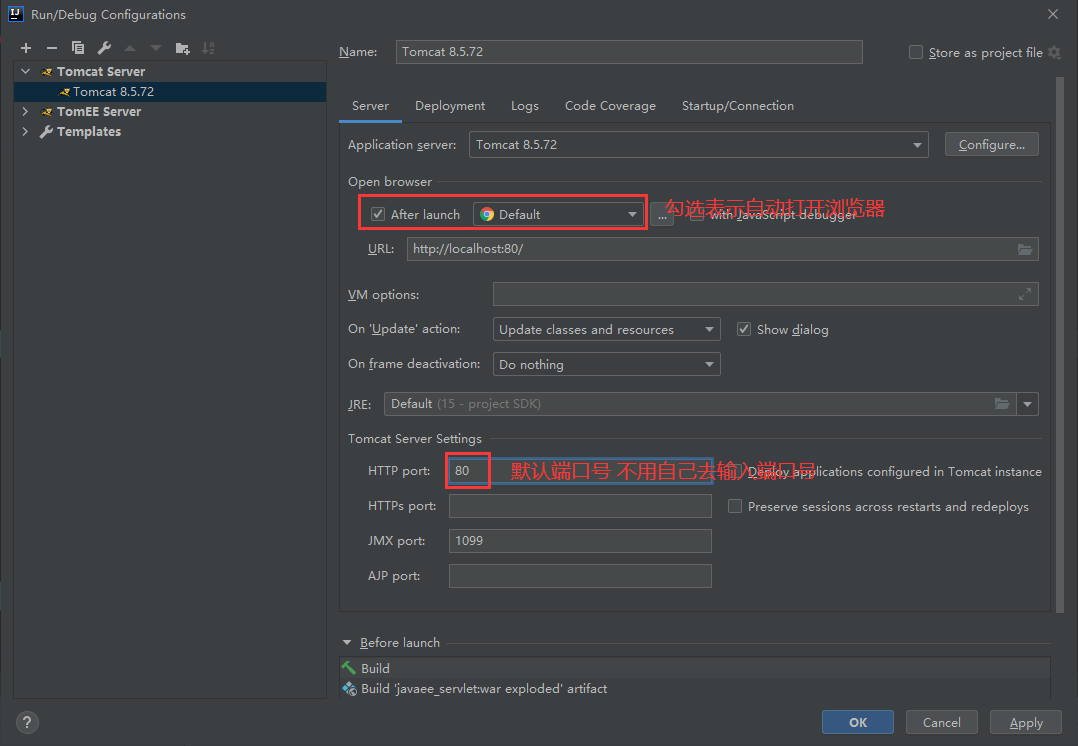 Run/Debug Configurations
Name: Tomcat 8.5.72
Store as project file
Tomcat Server
Tomcat 8.5.72
TomEE Server
Templates
Server Deployment Logs Code Coverage Startup/Connection
Application server: Tomcat 8.5.72 Configure...
Open browser
After launch Default ... with JavaScript debugger
勾选表示自动打开浏览器
URL: http://localhost:80/
VM options:
On 'Update' action: Update classes and resources Show dialog
On frame deactivation: Do nothing
JRE: Default (15 - project SDK)
Tomcat Server Settings
HTTP port: 80 Deploy applications configured in Tomcat instance
默认端口号 不用自己去输入端口号
HTTPs port: Preserve sessions across restarts and redeploys
JMX port: 1099
AJP port:
Before launch
Build
Build 'javaee_servlet:war exploded' artifact
? OK Cancel Apply